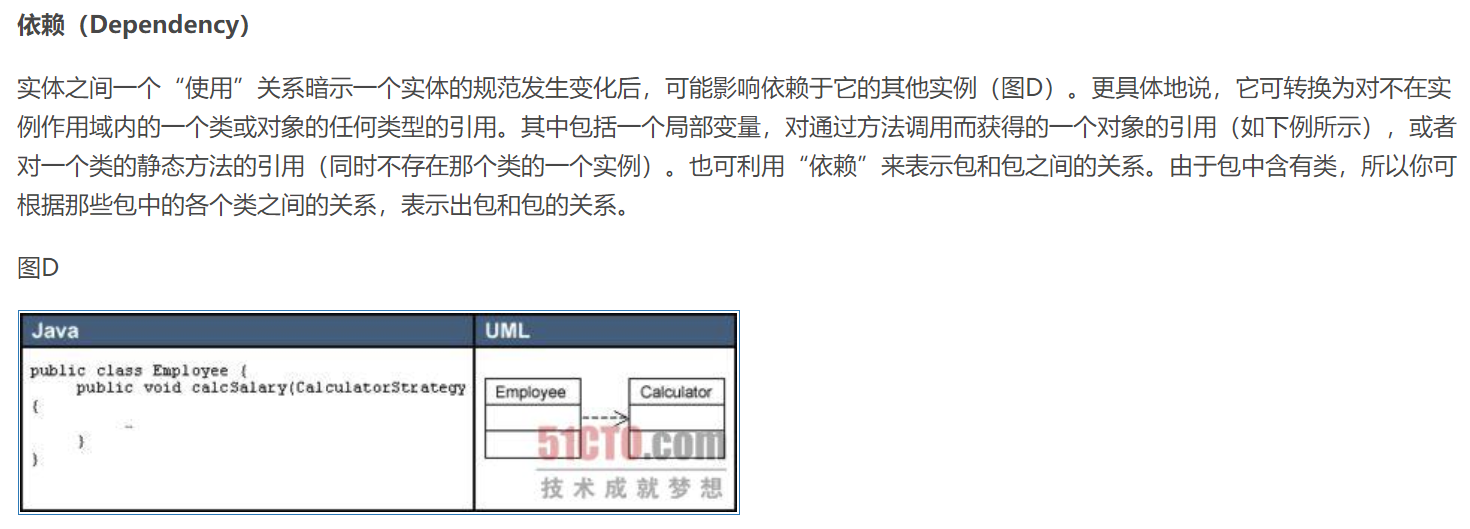 依赖（Dependency）
实体之间一个“使用”关系暗示一个实体的规范发生变化后，可能影响依赖于它的其他实例（图D）。更具体地说，它可转换为对不在实
例作用域内的一个类或对象的任何类型的引用。其中包括一个局部变量，对通过方法调用而获得的一个对象的引用（如下例所示），或者
对一个类的静态方法的引用（同时不存在那个类的一个实例）。也可利用“依赖”来表示包和包之间的关系。由于包中含有类，所以你可
根据那些包中的各个类之间的关系，表示出包和包的关系。
图D
Java
UML
public class Employee {
public void calcSalary(CalculatorStrategy
{
…
}
}
Employee
Calculator
51CTO.com
技术成就梦想